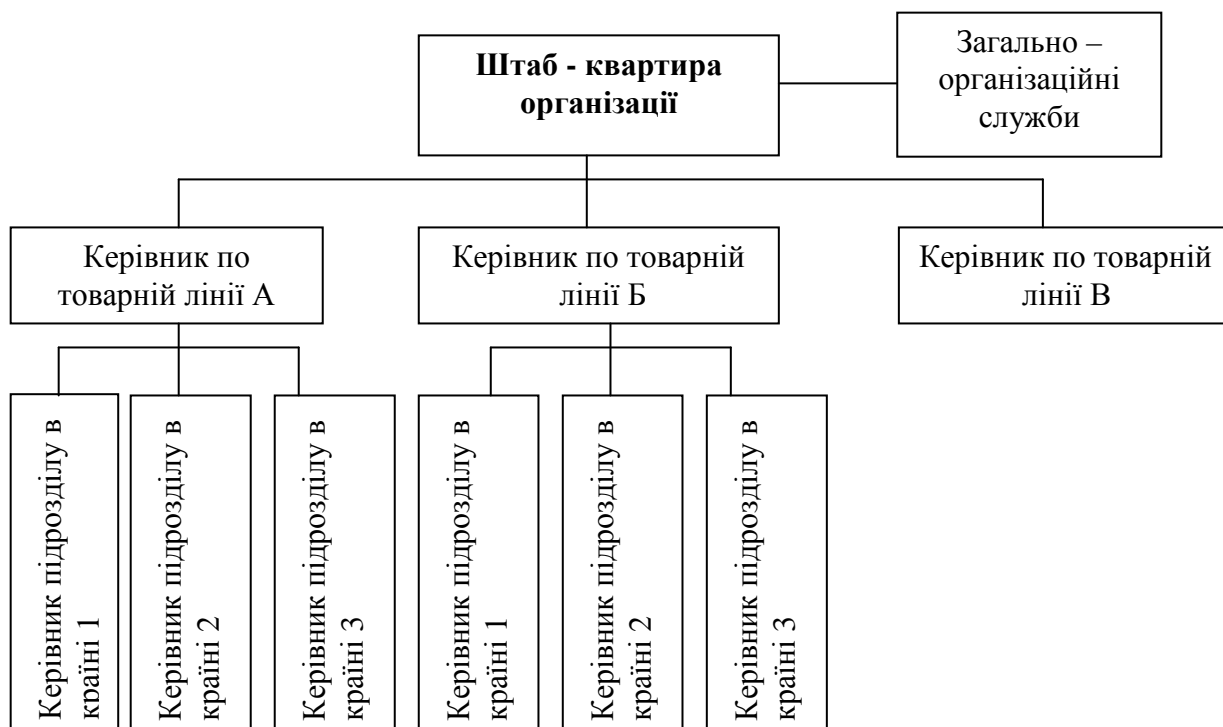 Штаб - квартира
організації
Загально –
організаційні
служби
Керівник по
товарній лінії А
Керівник по товарній
лінії Б
Керівник по товарній
лінії В
Керівник підрозділу в
країні 1
Керівник підрозділу в
країні 2
Керівник підрозділу в
країні 3
Керівник підрозділу в
країні 1
Керівник підрозділу в
країні 2
Керівник підрозділу в
країні 3